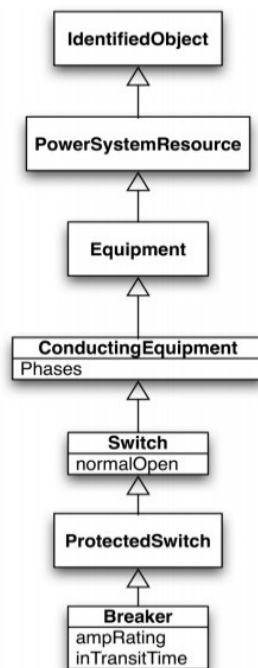 IdentifiedObject
PowerSystemResource
Equipment
ConductingEquipment
Phases
Switch
normalOpen
ProtectedSwitch
Breaker
ampRating
inTransitTime